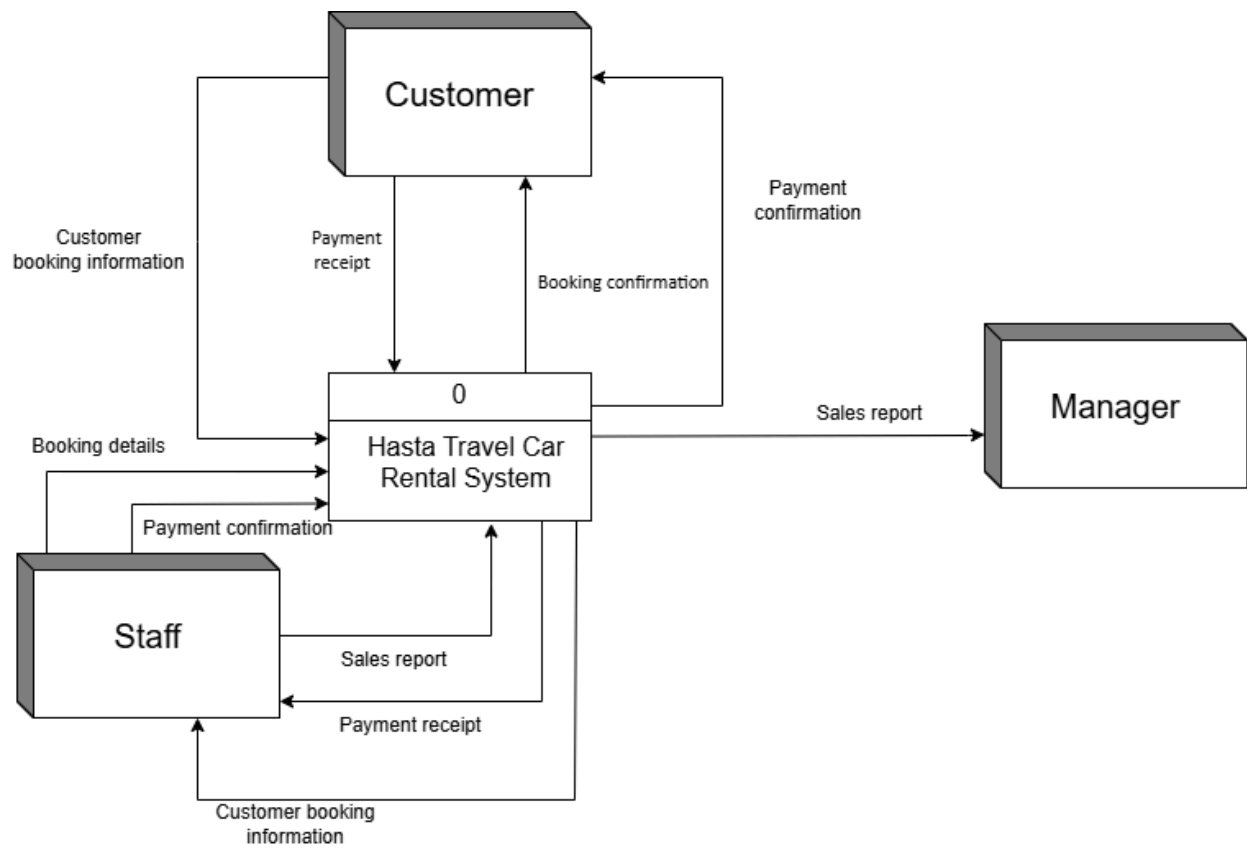 Customer
Payment
confirmation
Customer
booking information
Payment
receipt
Booking confirmation
0
Hasta Travel Car
Rental System
Sales report
Manager
Booking details
Payment confirmation
Staff
Sales report
Payment receipt
Customer booking
information